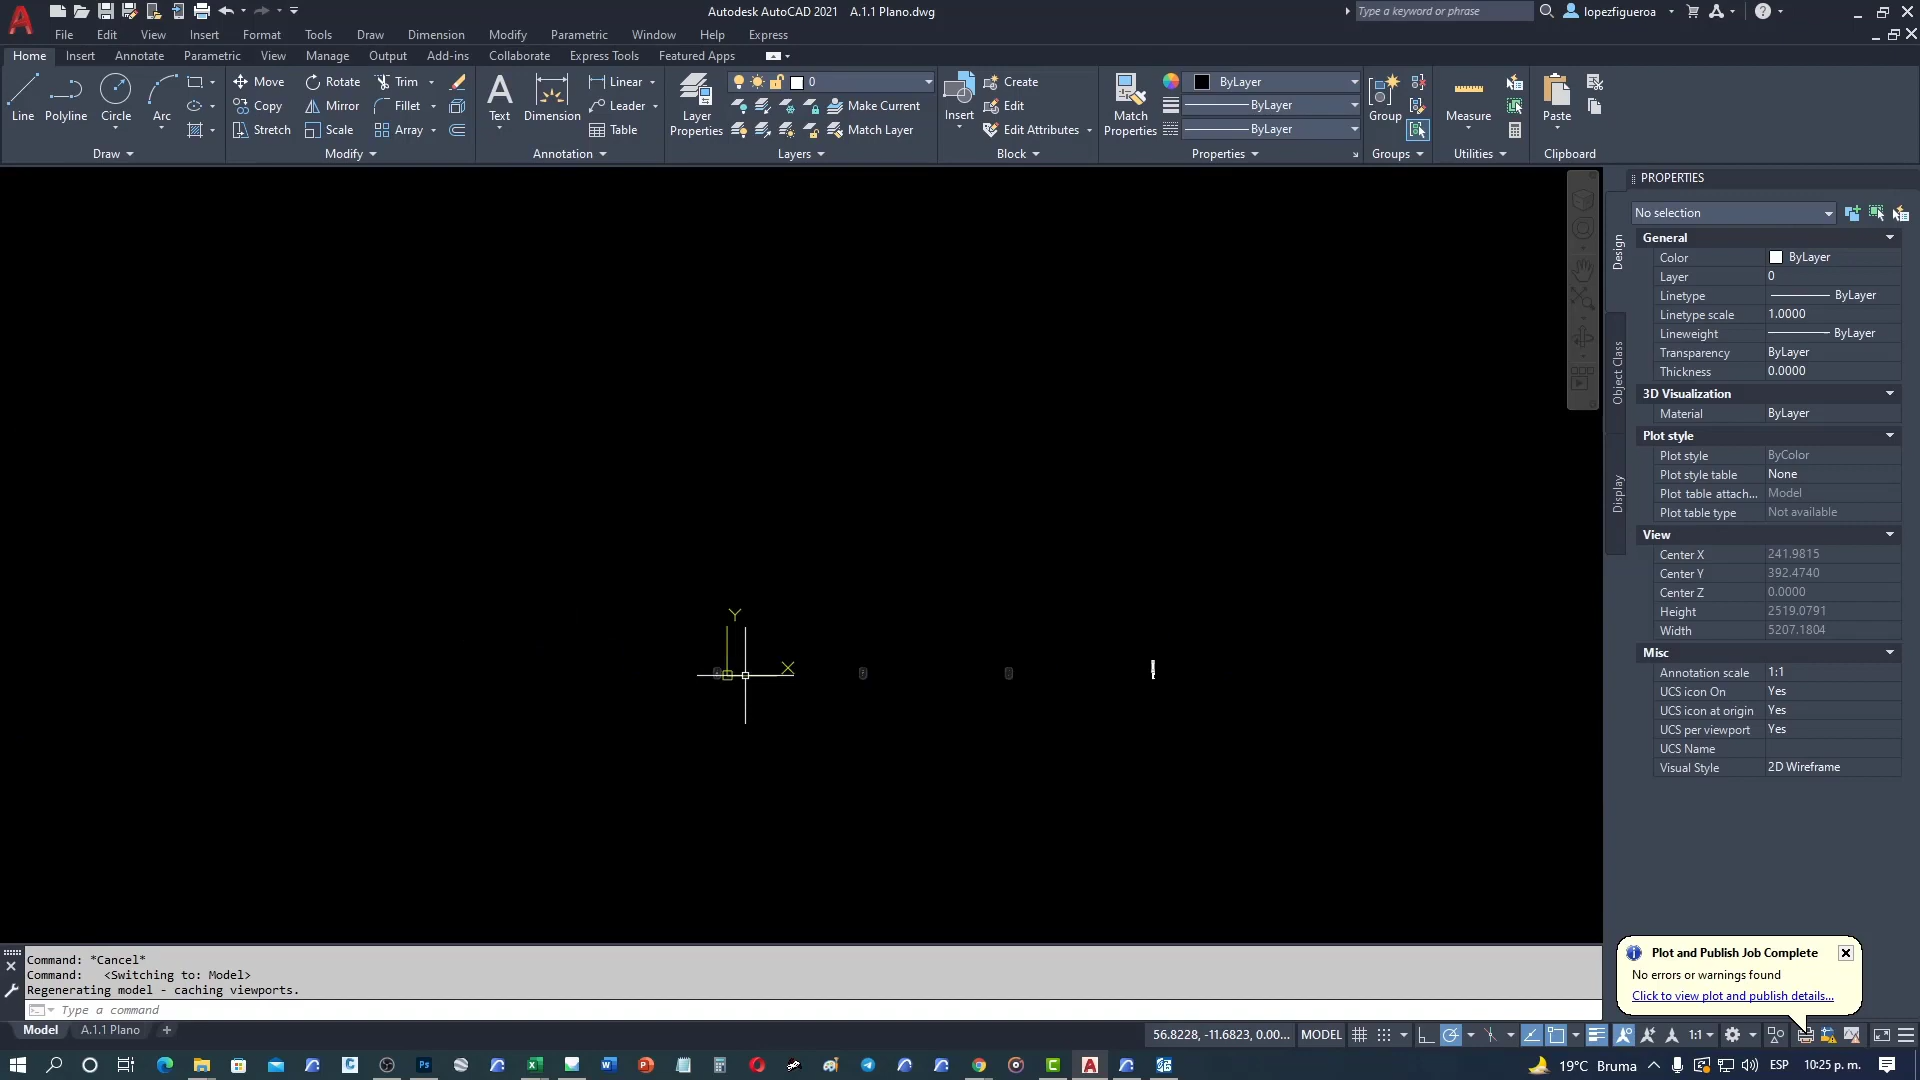 Autodesk AutoCAD 2021 A.1.1 Plano.dwg
Type a keyword or phrase
lopezfigueroa
File Edit View Insert Format Tools Draw Dimension Modify Parametric Window Help Express
Home Insert Annotate Parametric View Manage Output Add-ins Collaborate Express Tools Featured Apps
Line Polyline Circle Arc
Draw
Move Rotate Trim
Copy Mirror Fillet
Stretch Scale Array
Modify
Text Dimension
Linear
Leader
Table
Annotation
Layer Properties
0
Make Current
Match Layer
Layers
Insert
Create
Edit
Edit Attributes
Block
Match Properties
ByLayer
ByLayer
ByLayer
Properties
Group
Groups
Measure
Utilities
Paste
Clipboard
PROPERTIES
No selection
Design
Object Class
Display
General
Color ByLayer
Layer 0
Linetype ByLayer
Linetype scale 1.0000
Lineweight ByLayer
Transparency ByLayer
Thickness 0.0000
3D Visualization
Material ByLayer
Plot style
Plot style ByColor
Plot style table None
Plot table attach... Model
Plot table type Not available
View
Center X 241.9815
Center Y 392.4740
Center Z 0.0000
Height 2519.0791
Width 5207.1804
Misc
Annotation scale 1:1
UCS icon On Yes
UCS icon at origin Yes
UCS per viewport Yes
UCS Name
Visual Style 2D Wireframe
Y
X
Command: *Cancel*
Command: <Switching to: Model>
Regenerating model - caching viewports.
Type a command
Plot and Publish Job Complete
No errors or warnings found
Click to view plot and publish details...
Model A.1.1 Plano +
56.8228, -11.6823, 0.00... MODEL 1:1
19°C Bruma ESP 10:25 p. m.